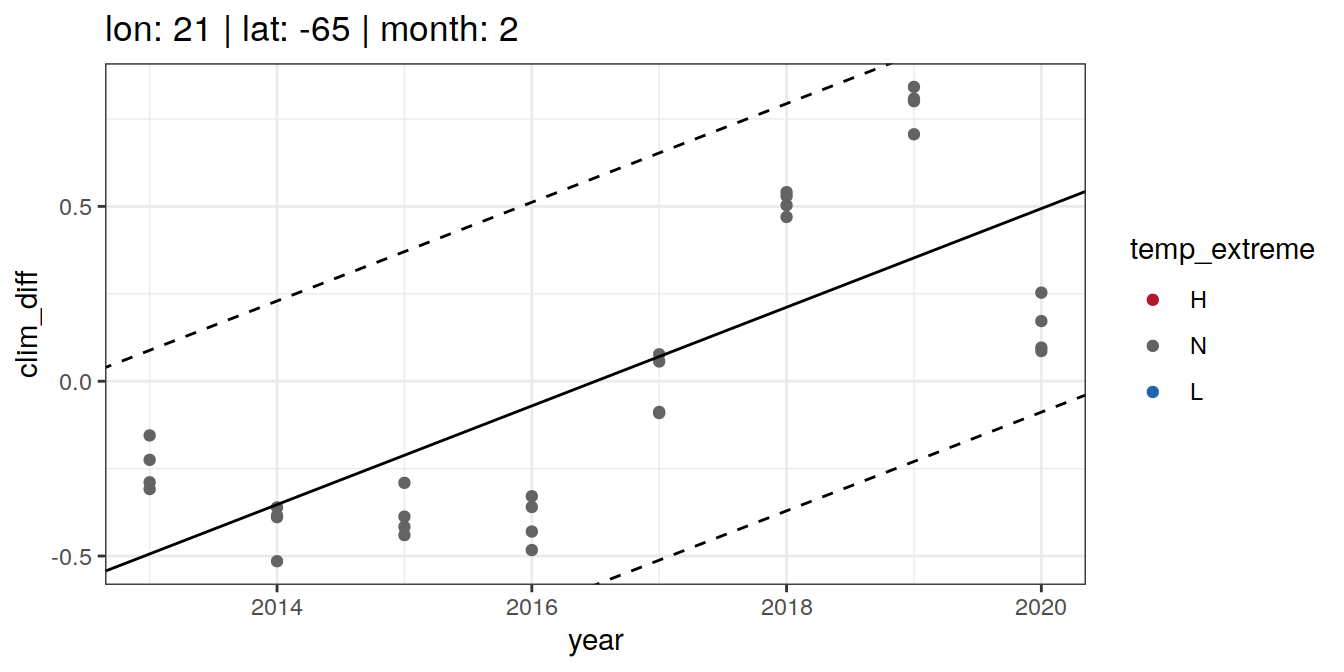 lon: 21 | lat: -65 | month: 2
clim_diff
0.5
0.0
-0.5
2014
2016
2018
2020
year
temp_extreme
H
N
L